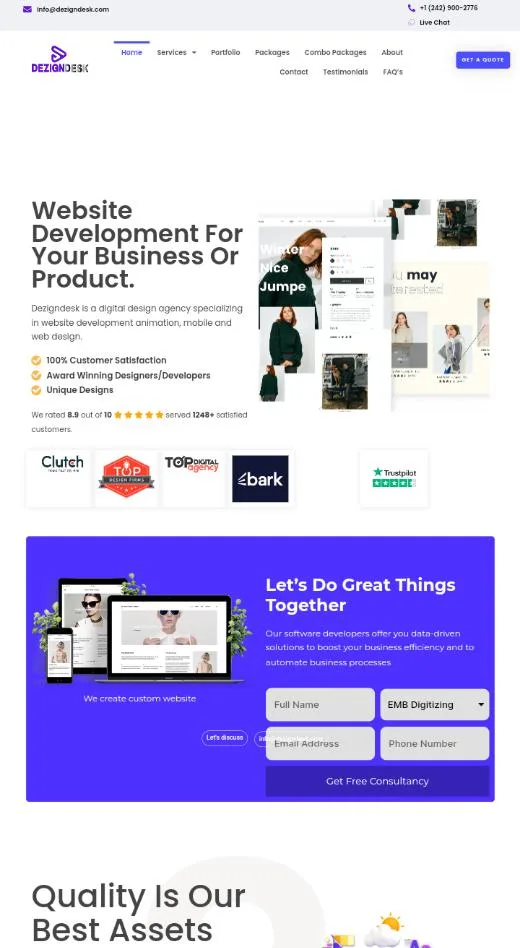 info@dezigndesk.com
+1 (242) 900-2776
Live Chat
DEZIGNDESK
Home Services Portfolio Packages Combo Packages About
Contact Testimonials FAQ's
GET A QUOTE
Website
Development For
Your Business Or
Product.
Dezigndesk is a digital design agency specializing
in website development animation, mobile and
web design.
100% Customer Satisfaction
Award Winning Designers/Developers
Unique Designs
We rated 8.9 out of 10 served 1248+ satisfied
customers.
Winter
Nice
Jumpe
may
Clutch
TOP
DESIGN FIRMS
TOP DIGITAL
agency
bark
Trustpilot
Let's Do Great Things
Together
Our software developers offer you data-driven
solutions to boost your business efficiency and to
automate business processes
We create custom website
Full Name
EMB Digitizing
Let's discuss
Email Address
Phone Number
Get Free Consultancy
Quality Is Our
Best Assets